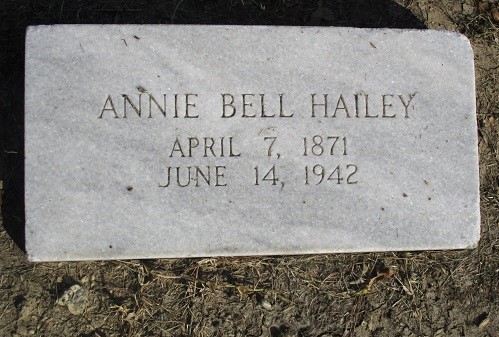 ANNIE BELL HAILEY
APRIL 7, 1871
JUNE 14, 1942